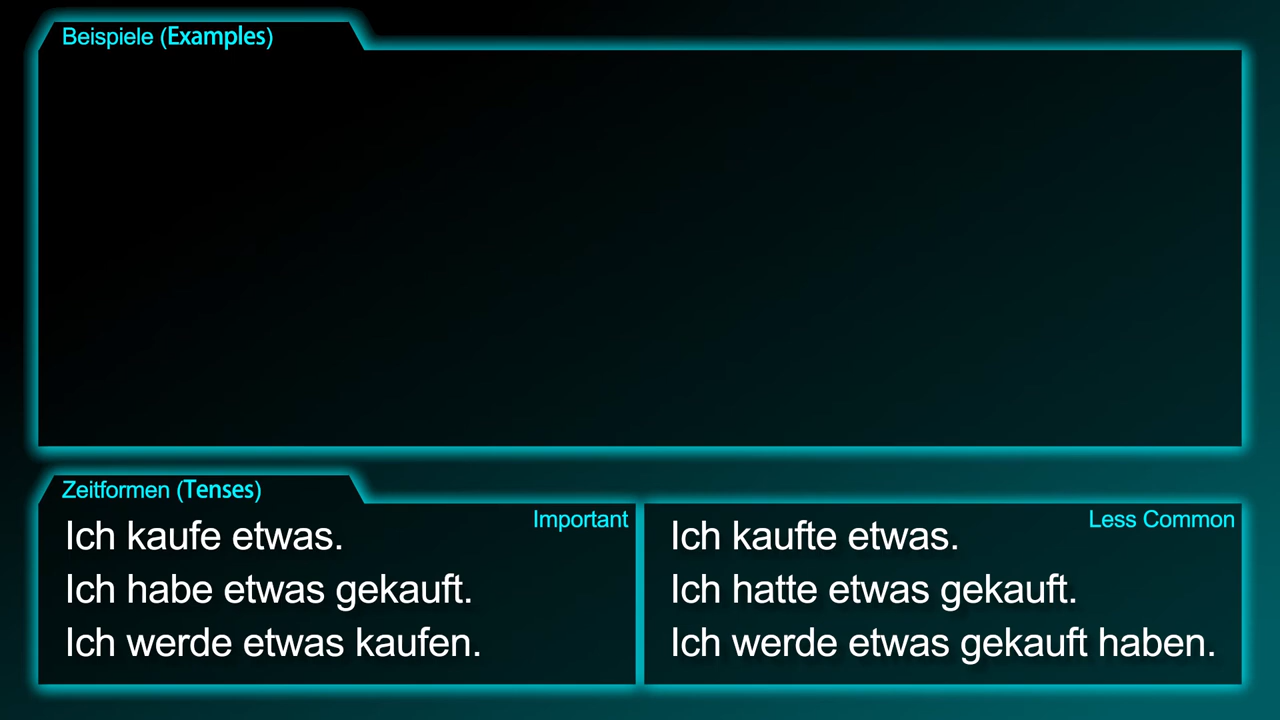 Beispiele (Examples)
Zeitformen (Tenses)
Important
Ich kaufe etwas.
Ich habe etwas gekauft.
Ich werde etwas kaufen.
Less Common
Ich kaufte etwas.
Ich hatte etwas gekauft.
Ich werde etwas gekauft haben.